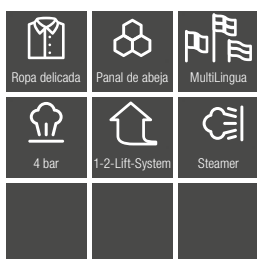 Ropa delicada
Panal de abeja
MultiLingua
4 bar
1-2-Lift-System
Steamer